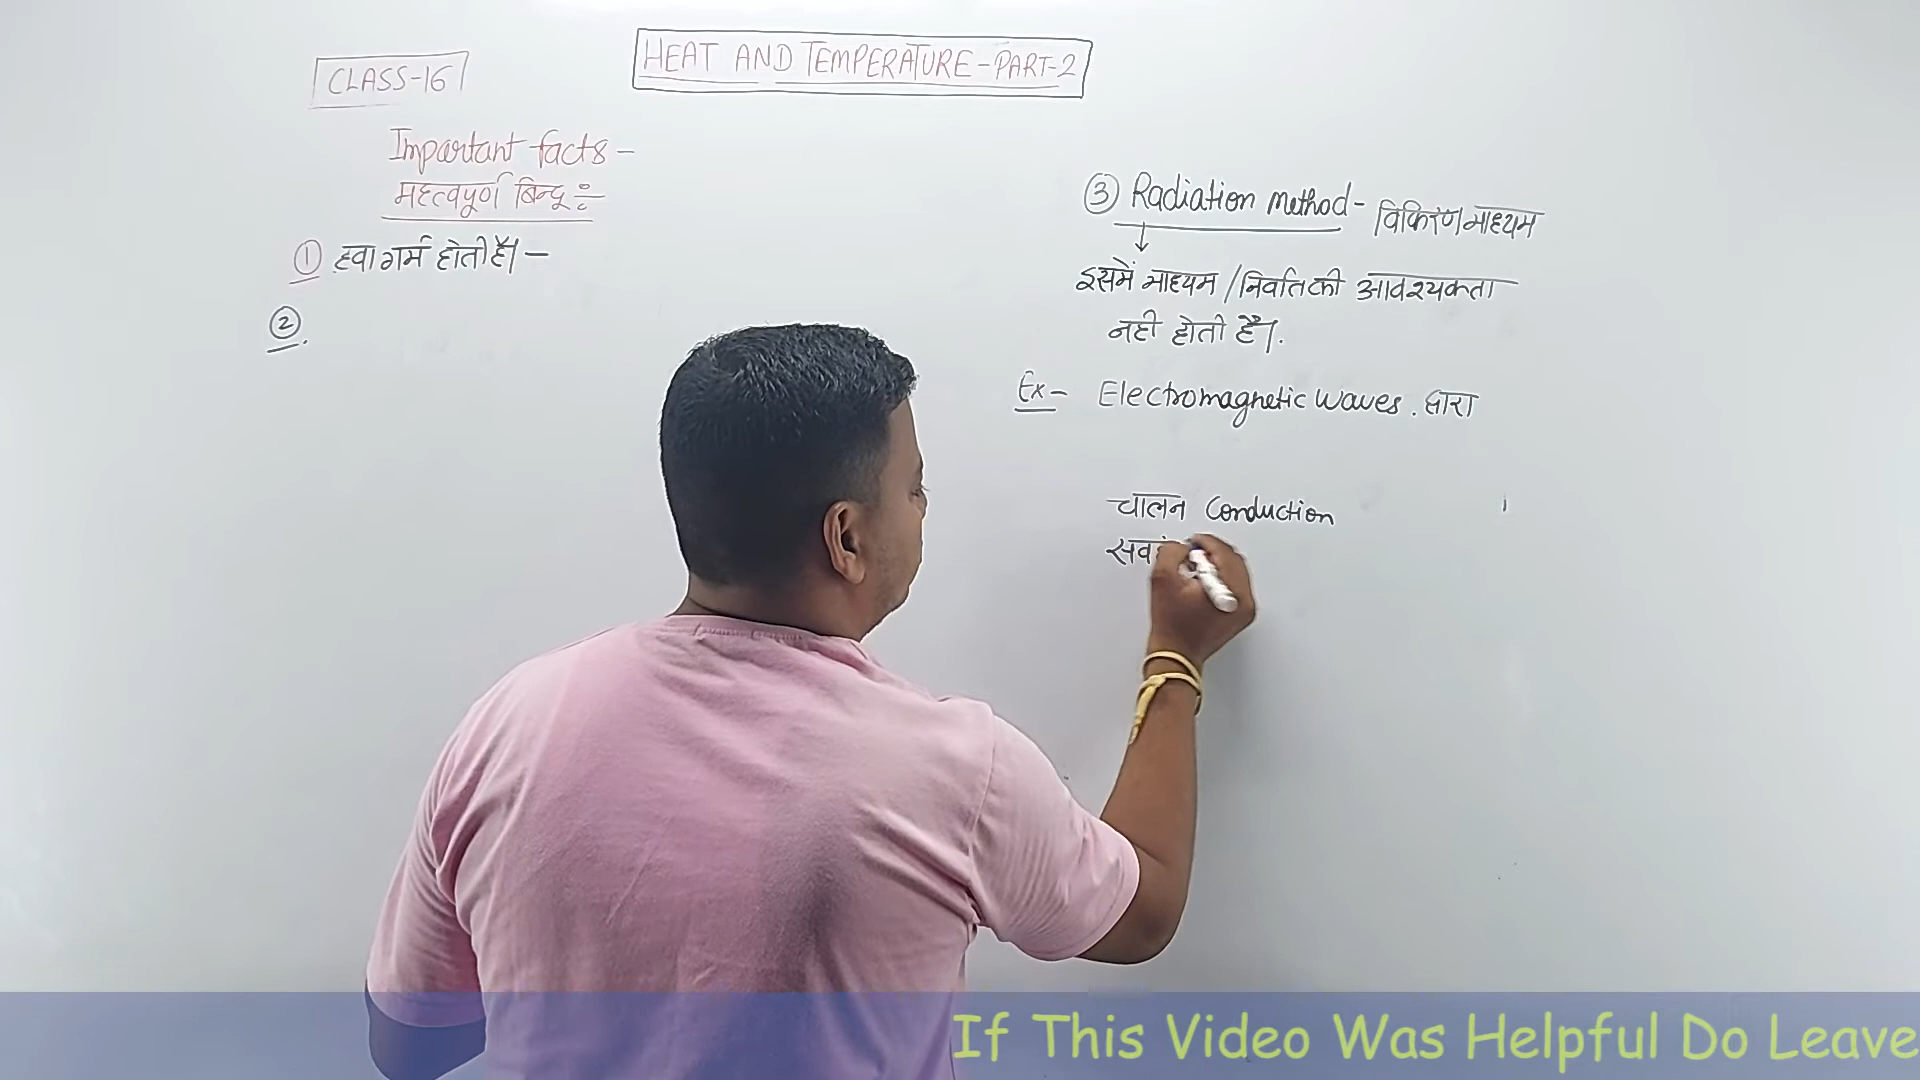 CLASS-16
HEAT AND TEMPERATURE-PART-2
Important facts-
महत्वपूर्ण बिन्दू ÷
① हवा गर्म होती है। –
②.
③ Radiation method- विकिरण माध्यम
इसमें माध्यम / निर्वात की आवश्यकता
नही होती है।.
Ex- Electromagnetic waves. द्वारा
चालन Conduction
If This Video Was Helpful Do Leave